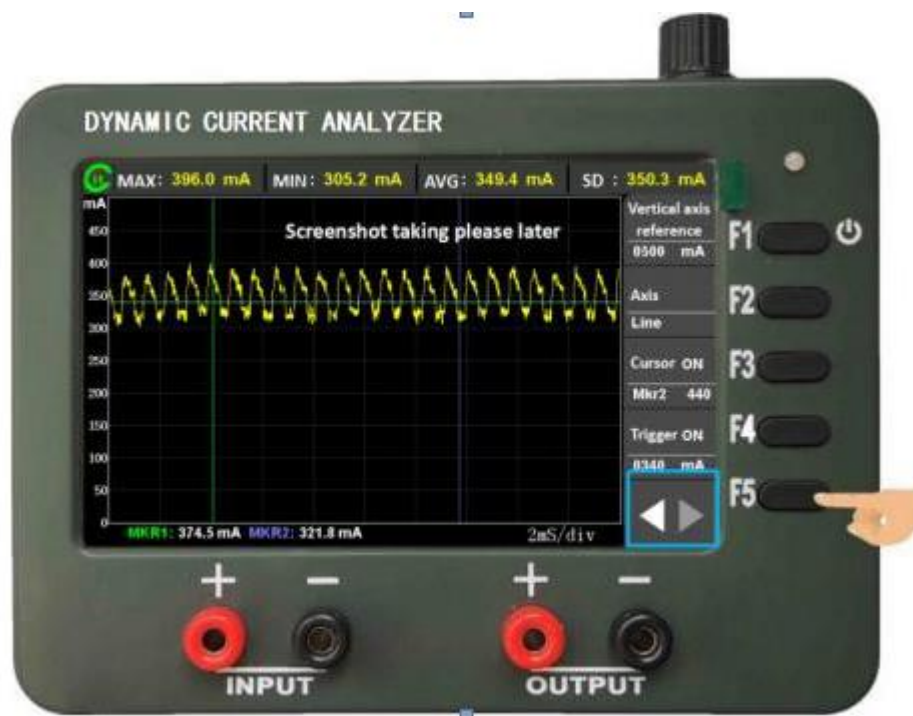 DYNAMIC CURRENT ANALYZER
MAX: 396.0 mA MIN: 305.2 mA AVG: 349.4 mA SD : 350.3 mA
mA
Screenshot taking please later
Vertical axis
reference
0500 mA
F1
450
400
350
300
250
200
150
100
50
0
Axis
Line
F2
Cursor ON
Mkr2 440
F3
Trigger ON
0340 mA
F4
F5
MKR1: 374.5 mA MKR2: 321.8 mA 2mS/div
+ − + −
INPUT OUTPUT